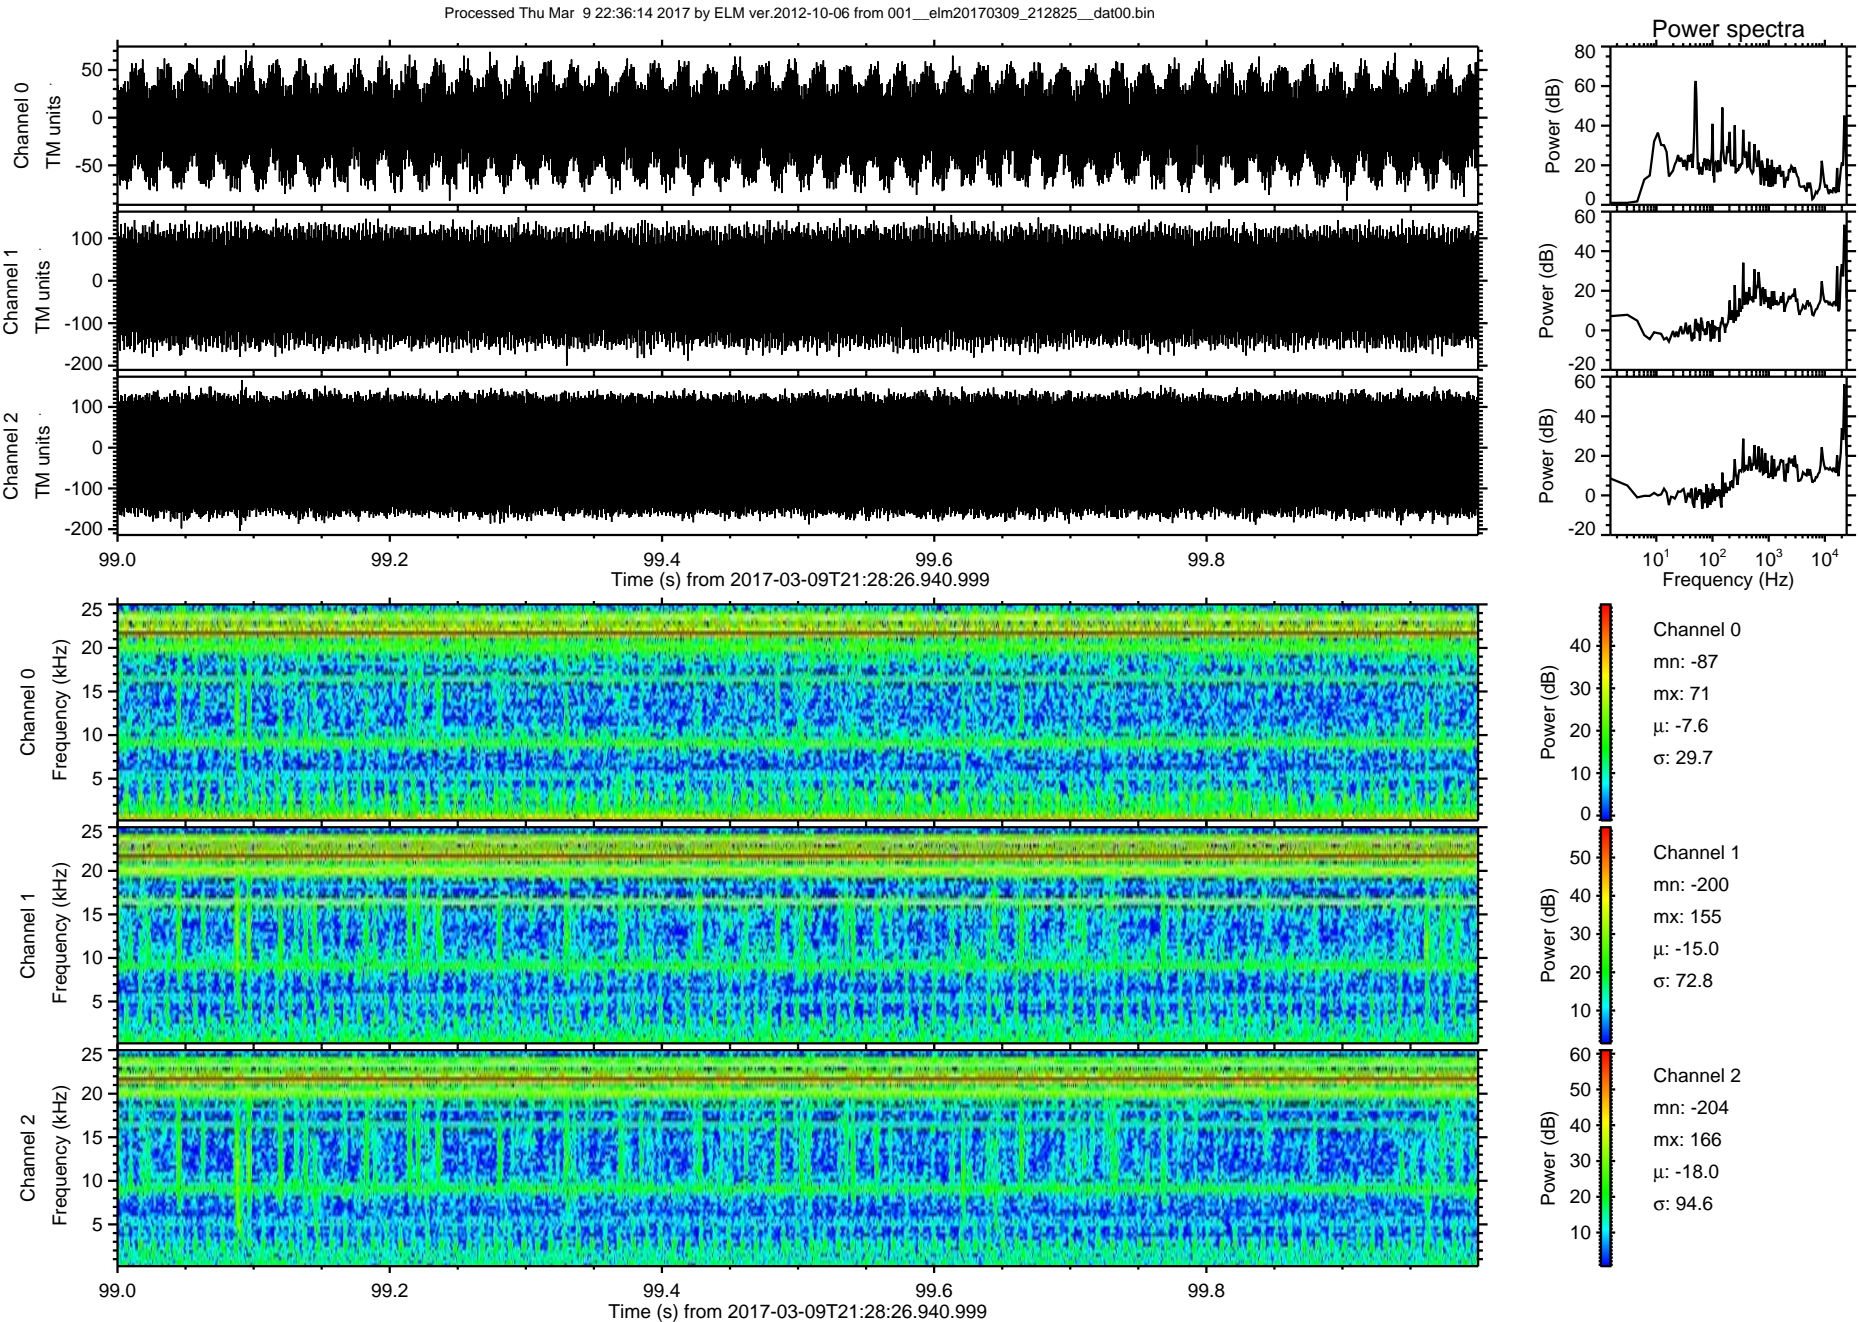 Processed Thu Mar  9 22:36:14 2017 by ELM ver.2012-10-06 from 001__elm20170309_212825__dat00.bin
Power spectra
Channel 0
TM units
50
0
-50
Power (dB)
80
60
40
20
0
Channel 1
TM units
100
0
-100
-200
Power (dB)
60
40
20
0
-20
Channel 2
TM units
100
0
-100
-200
Power (dB)
60
40
20
0
-20
99.0 99.2 99.4 99.6 99.8
Time (s) from 2017-03-09T21:28:26.940.999
10^1 10^2 10^3 10^4
Frequency (Hz)
Channel 0
Frequency (kHz)
25
20
15
10
5
Power (dB)
40
30
20
10
0
Channel 0
mn: -87
mx: 71
μ: -7.6
σ: 29.7
Channel 1
Frequency (kHz)
25
20
15
10
5
Power (dB)
50
40
30
20
10
Channel 1
mn: -200
mx: 155
μ: -15.0
σ: 72.8
Channel 2
Frequency (kHz)
25
20
15
10
5
Power (dB)
60
50
40
30
20
10
Channel 2
mn: -204
mx: 166
μ: -18.0
σ: 94.6
99.0 99.2 99.4 99.6 99.8
Time (s) from 2017-03-09T21:28:26.940.999